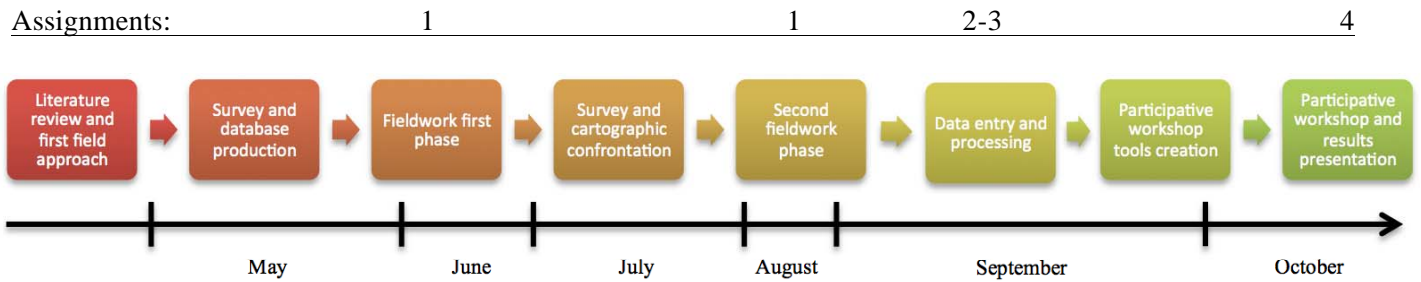 Assignments: 1 1 2-3 4
Literature
review and
first field
approach
Survey and
database
production
Fieldwork first
phase
Survey and
cartographic
confrontation
Second
fieldwork
phase
Data entry and
processing
Participative
workshop
tools creation
Participative
workshop and
results
presentation
May June July August September October